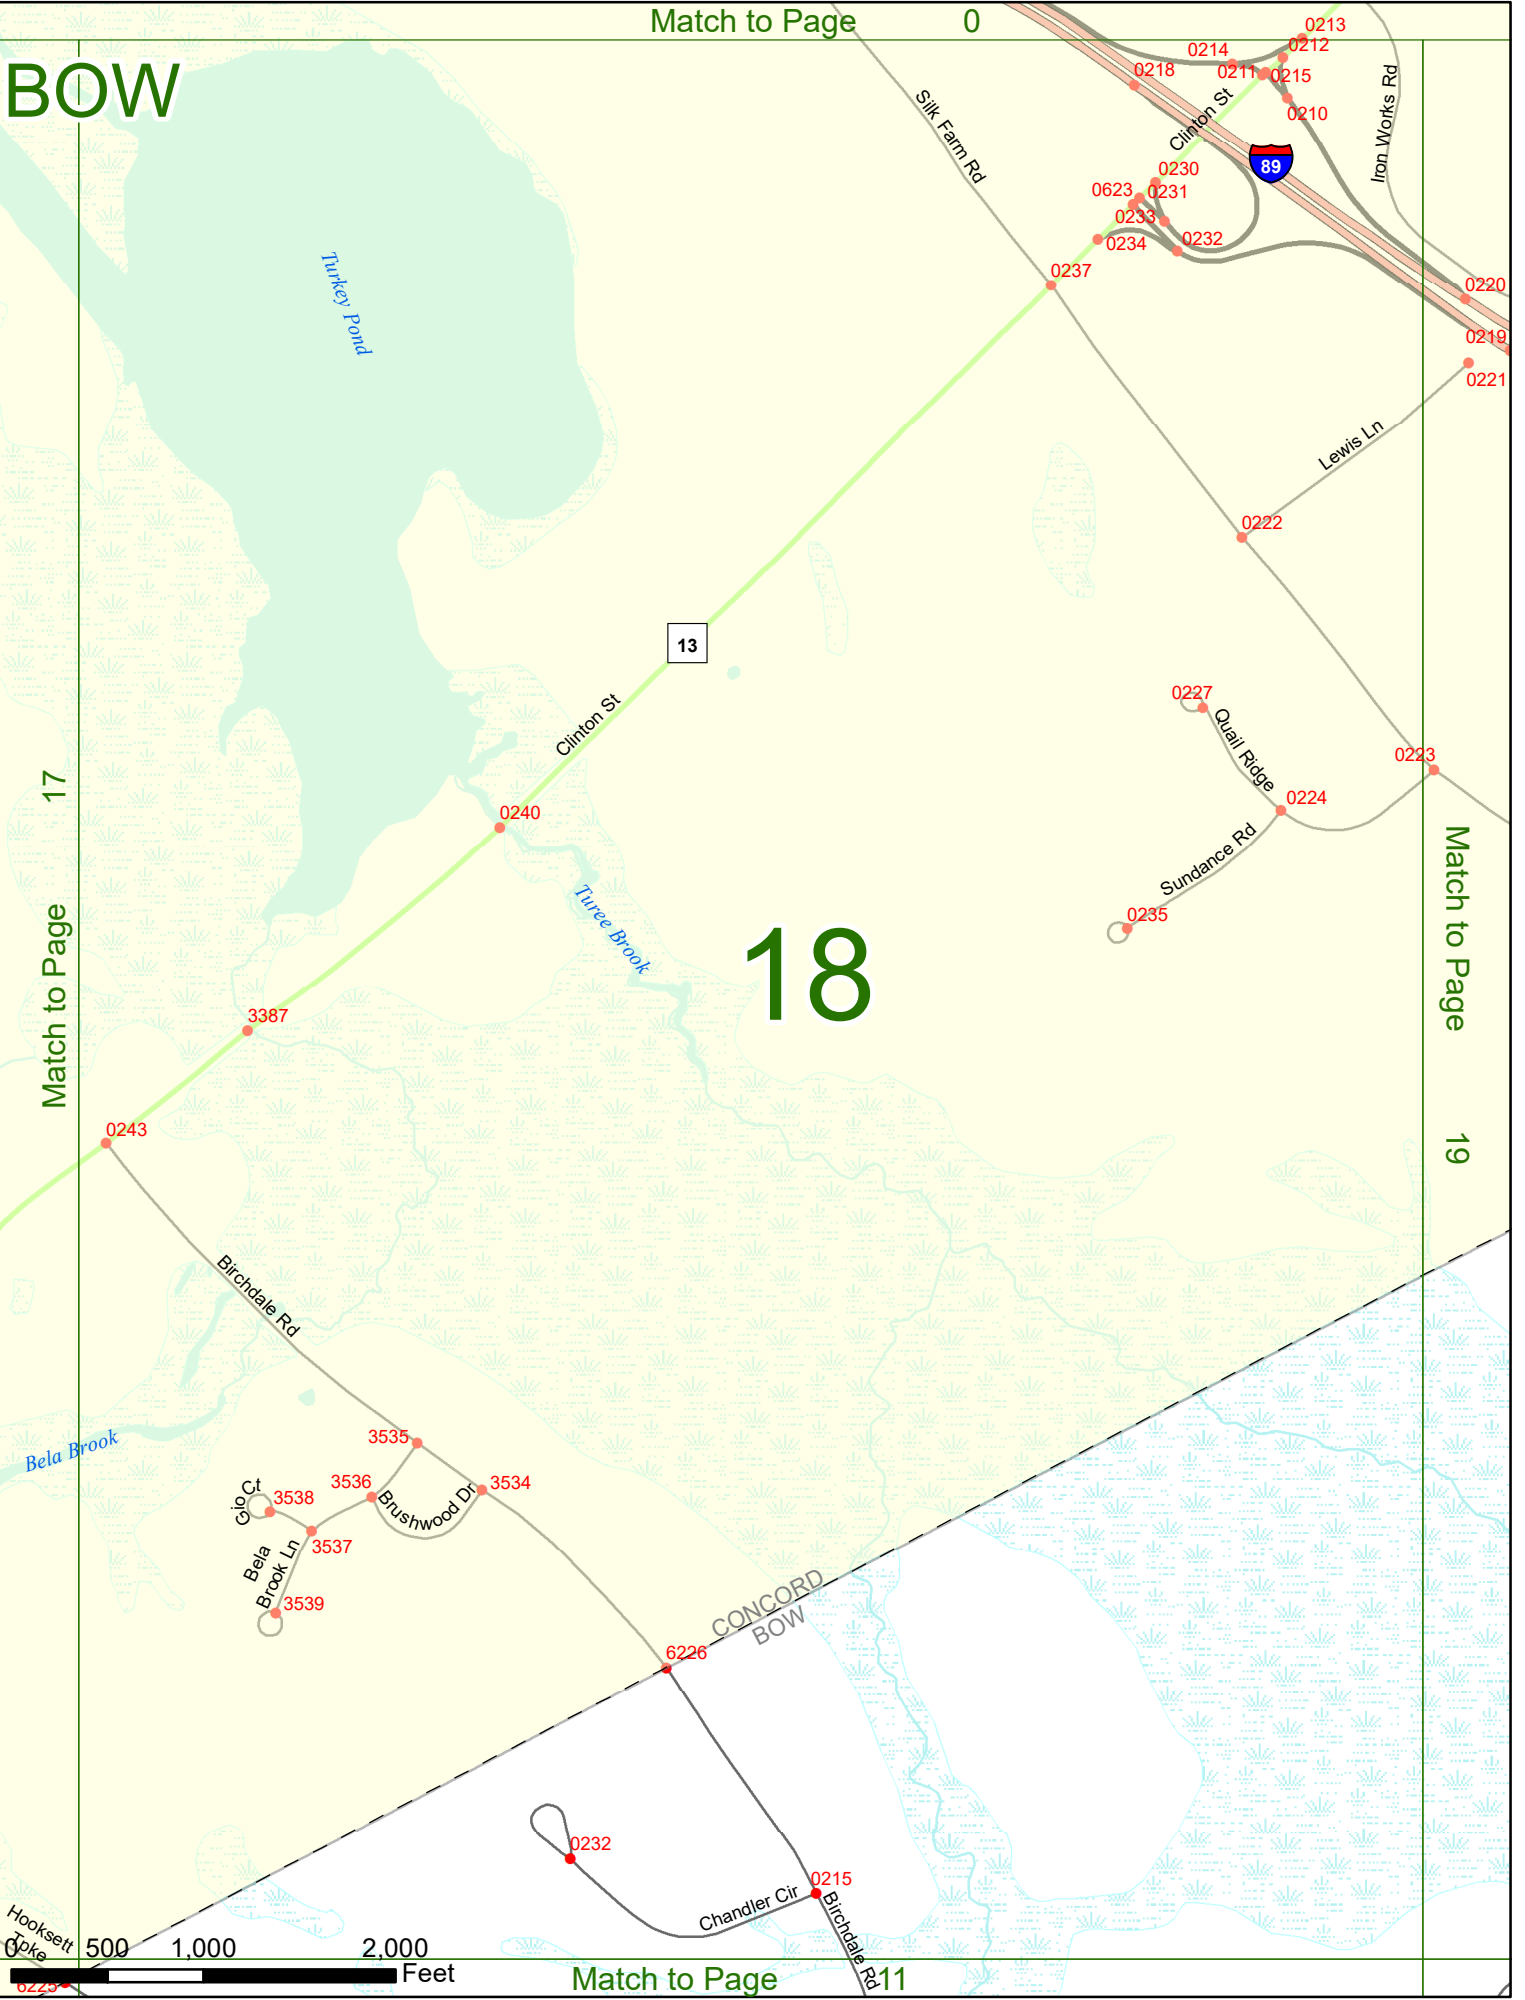 Match to Page 0
BOW
0213
0214
0212
0218
0211
0215
0210
Silk Farm Rd
Clinton St
Iron Works Rd
89
0230
0623
0231
0233
0234
0232
0237
0220
0219
0221
Turkey Pond
Lewis Ln
0222
13
Clinton St
0227
Quail Ridge
0223
0224
17
Match to Page
0240
Sundance Rd
0235
Turee Brook
18
Match to Page
19
3387
0243
Birchdale Rd
Bela Brook
3535
3534
3536
Brushwood Dr
Gio Ct
3538
3537
Bela
Brook Ln
3539
CONCORD
BOW
6226
0232
0215
Chandler Cir
Birchdale Rd
Hooksett
Tpke
0 500 1,000 2,000
Feet
6225
Match to Page 11